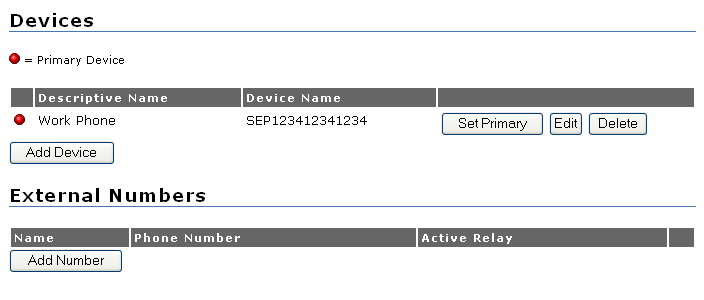 Devices
= Primary Device
Descriptive Name Device Name
Work Phone SEP123412341234 Set Primary Edit Delete
Add Device
External Numbers
Name Phone Number Active Relay
Add Number